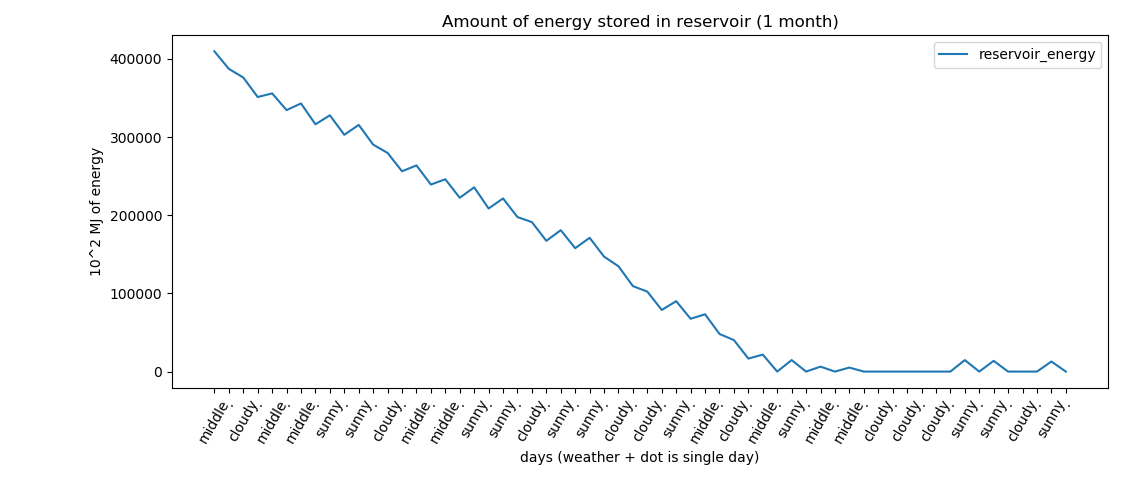 Amount of energy stored in reservoir (1 month)
reservoir_energy
400000
300000
200000
100000
0
10^2 MJ of energy
middle.
cloudy.
middle.
middle.
sunny.
sunny.
cloudy.
middle.
middle.
sunny.
sunny.
cloudy.
sunny.
sunny.
cloudy.
cloudy.
sunny.
middle.
cloudy.
middle.
sunny.
middle.
middle.
cloudy.
cloudy.
cloudy.
sunny.
sunny.
cloudy.
sunny.
days (weather + dot is single day)